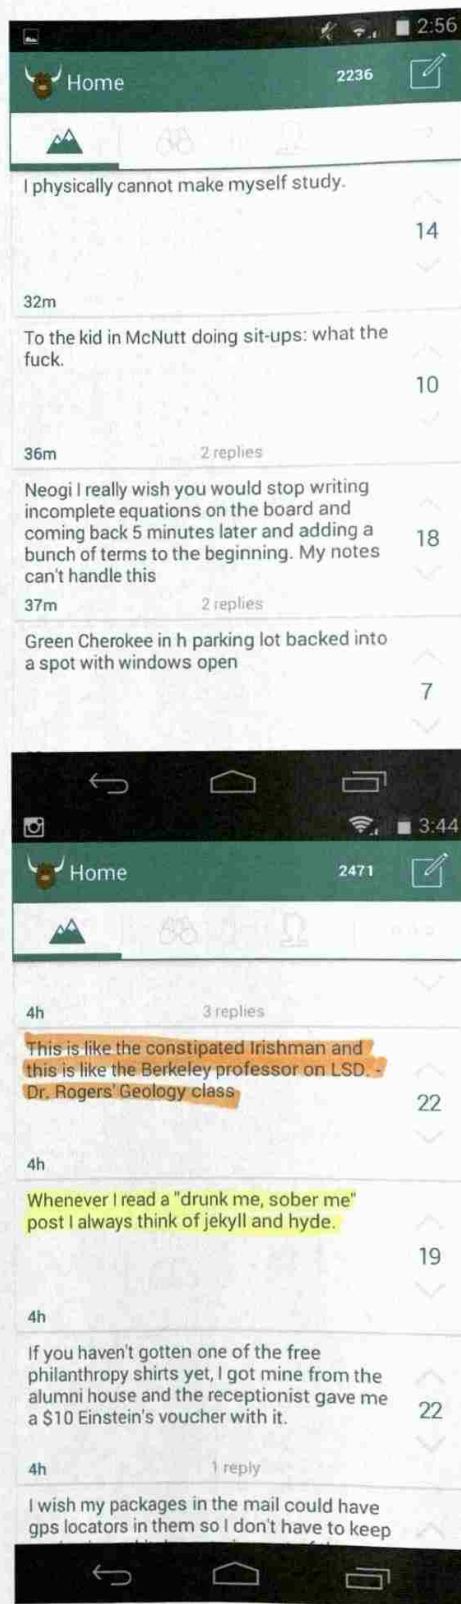 2:56
Home
2236
I physically cannot make myself study.
14
32m
To the kid in McNutt doing sit-ups: what the
fuck.
10
36m
2 replies
Neogi I really wish you would stop writing
incomplete equations on the board and
coming back 5 minutes later and adding a
bunch of terms to the beginning. My notes
can't handle this
18
37m
2 replies
Green Cherokee in h parking lot backed into
a spot with windows open
7
3:44
Home
2471
4h
3 replies
This is like the constipated Irishman and
this is like the Berkeley professor on LSD. -
Dr. Rogers' Geology class
22
4h
Whenever I read a "drunk me, sober me"
post I always think of jekyll and hyde.
19
4h
If you haven't gotten one of the free
philanthropy shirts yet, I got mine from the
alumni house and the receptionist gave me
a $10 Einstein's voucher with it.
22
4h
1 reply
I wish my packages in the mail could have
gps locators in them so I don't have to keep